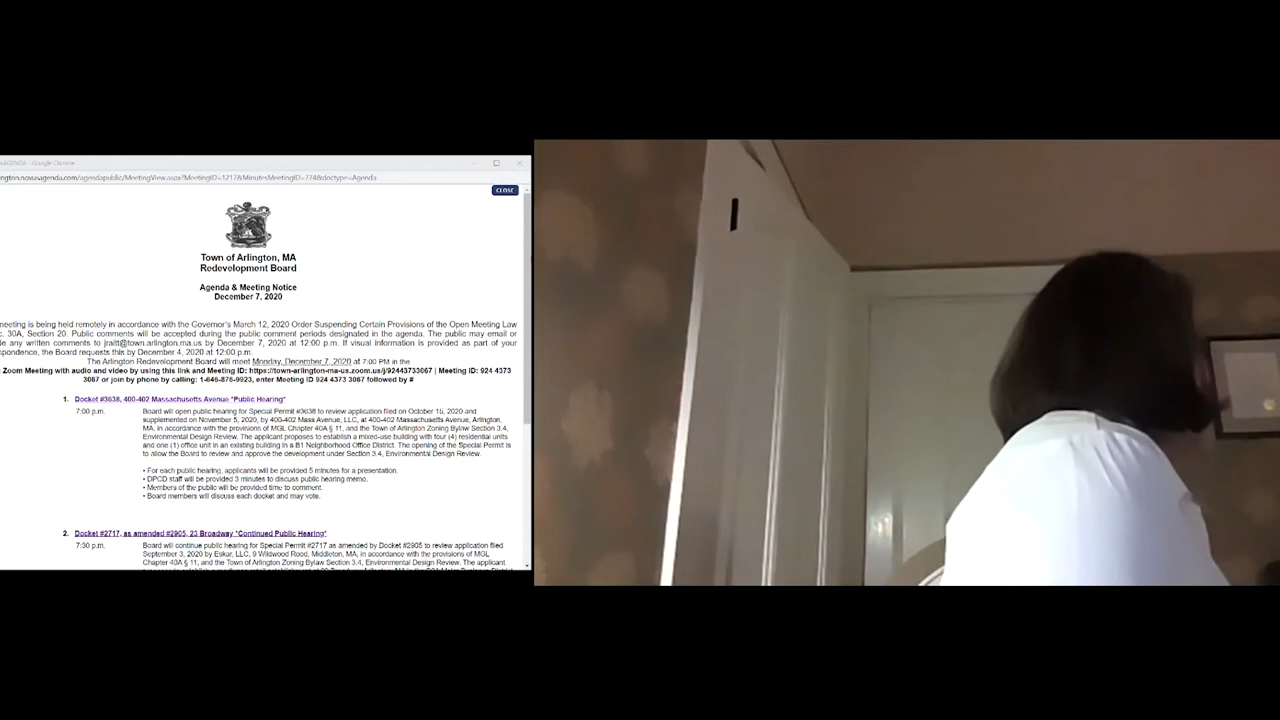 AGENDA - Google Chrome
ngton.novusagenda.com/agendapublic/MeetingView.aspx?MeetingID=1217&MinutesMeetingID=774&doctype=Agenda
CLOSE
Town of Arlington, MA
Redevelopment Board
Agenda & Meeting Notice
December 7, 2020
meeting is being held remotely in accordance with the Governor's March 12, 2020 Order Suspending Certain Provisions of the Open Meeting Law
c. 30A, Section 20. Public comments will be accepted during the public comment periods designated in the agenda. The public may email or
de any written comments to jraitt@town.arlington.ma.us by December 7, 2020 at 12:00 p.m. If visual information is provided as part of your
spondence, the Board requests this by December 4, 2020 at 12:00 p.m.
The Arlington Redevelopment Board will meet Monday, December 7, 2020 at 7:00 PM in the
Zoom Meeting with audio and video by using this link and Meeting ID: https://town-arlington-ma-us.zoom.us/j/92443733067 | Meeting ID: 924 4373
3067 or join by phone by calling: 1-646-876-9923, enter Meeting ID 924 4373 3067 followed by #
1. Docket #3638, 400-402 Massachusetts Avenue *Public Hearing*
7:00 p.m. Board will open public hearing for Special Permit #3638 to review application filed on October 15, 2020 and
supplemented on November 5, 2020, by 400-402 Mass Avenue, LLC, at 400-402 Massachusetts Avenue, Arlington,
MA, in accordance with the provisions of MGL Chapter 40A § 11, and the Town of Arlington Zoning Bylaw Section 3.4,
Environmental Design Review. The applicant proposes to establish a mixed-use building with four (4) residential units
and one (1) office unit in an existing building in a B1 Neighborhood Office District. The opening of the Special Permit is
to allow the Board to review and approve the development under Section 3.4, Environmental Design Review.
• For each public hearing, applicants will be provided 5 minutes for a presentation.
• DPCD staff will be provided 3 minutes to discuss public hearing memo.
• Members of the public will be provided time to comment.
• Board members will discuss each docket and may vote.
2. Docket #2717, as amended #2905, 23 Broadway *Continued Public Hearing*
7:30 p.m. Board will continue public hearing for Special Permit #2717 as amended by Docket #2905 to review application filed
September 3, 2020 by Eskar, LLC, 9 Wildwood Road, Middleton, MA, in accordance with the provisions of MGL
Chapter 40A § 11, and the Town of Arlington Zoning Bylaw Section 3.4, Environmental Design Review. The applicant